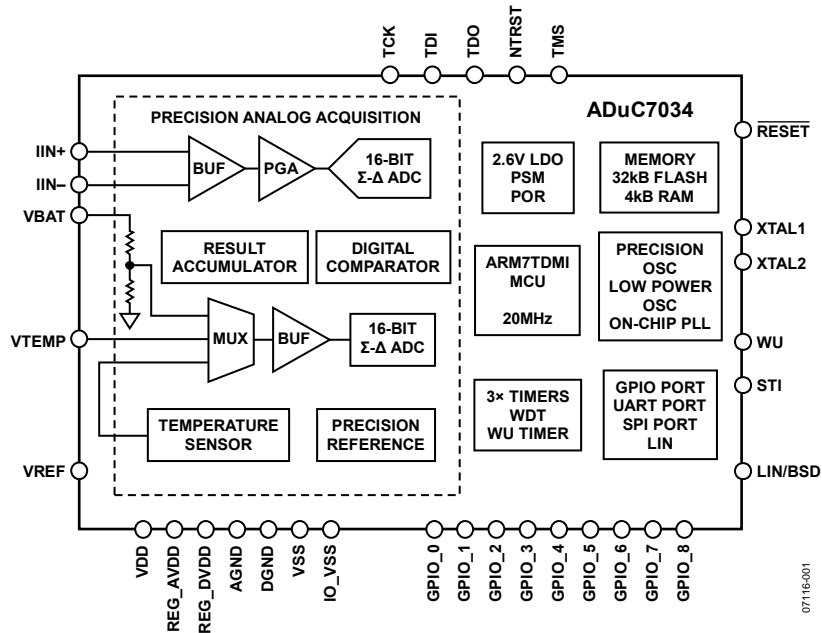 TCK
TDI
TDO
NTRST
TMS
PRECISION ANALOG ACQUISITION
ADuC7034
IIN+
IIN–
VBAT
VTEMP
VREF
BUF
PGA
16-BIT
Σ-Δ ADC
RESULT
ACCUMULATOR
DIGITAL
COMPARATOR
MUX
BUF
16-BIT
Σ-Δ ADC
TEMPERATURE
SENSOR
PRECISION
REFERENCE
2.6V LDO
PSM
POR
MEMORY
32kB FLASH
4kB RAM
ARM7TDMI
MCU
20MHz
PRECISION
OSC
LOW POWER
OSC
ON-CHIP PLL
3× TIMERS
WDT
WU TIMER
GPIO PORT
UART PORT
SPI PORT
LIN
RESET
XTAL1
XTAL2
WU
STI
LIN/BSD
VDD
REG_AVDD
REG_DVDD
AGND
DGND
VSS
IO_VSS
GPIO_0
GPIO_1
GPIO_2
GPIO_3
GPIO_4
GPIO_5
GPIO_6
GPIO_7
GPIO_8
07116-001